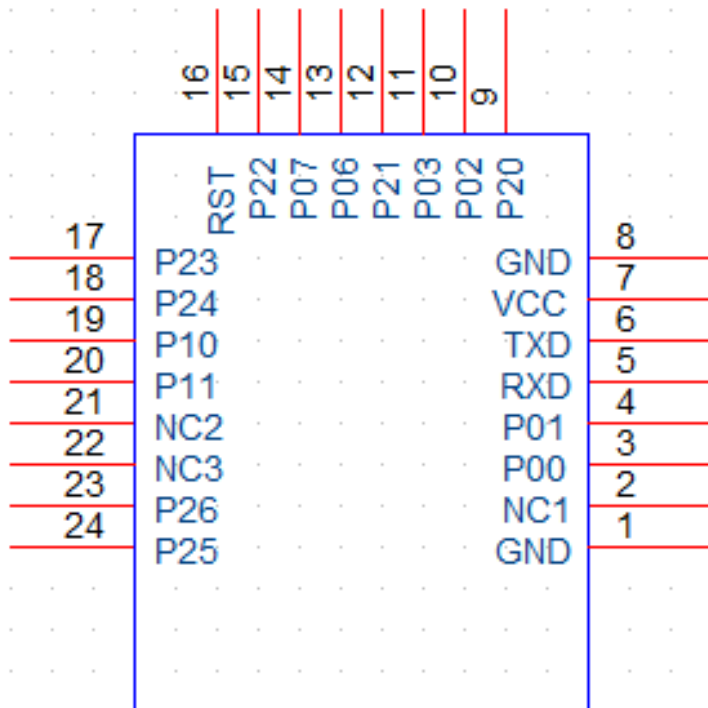 16 15 14 13 12 11 10 9
RST P22 P07 P06 P21 P03 P02 P20
17 P23 GND 8
18 P24 VCC 7
19 P10 TXD 6
20 P11 RXD 5
21 NC2 P01 4
22 NC3 P00 3
23 P26 NC1 2
24 P25 GND 1